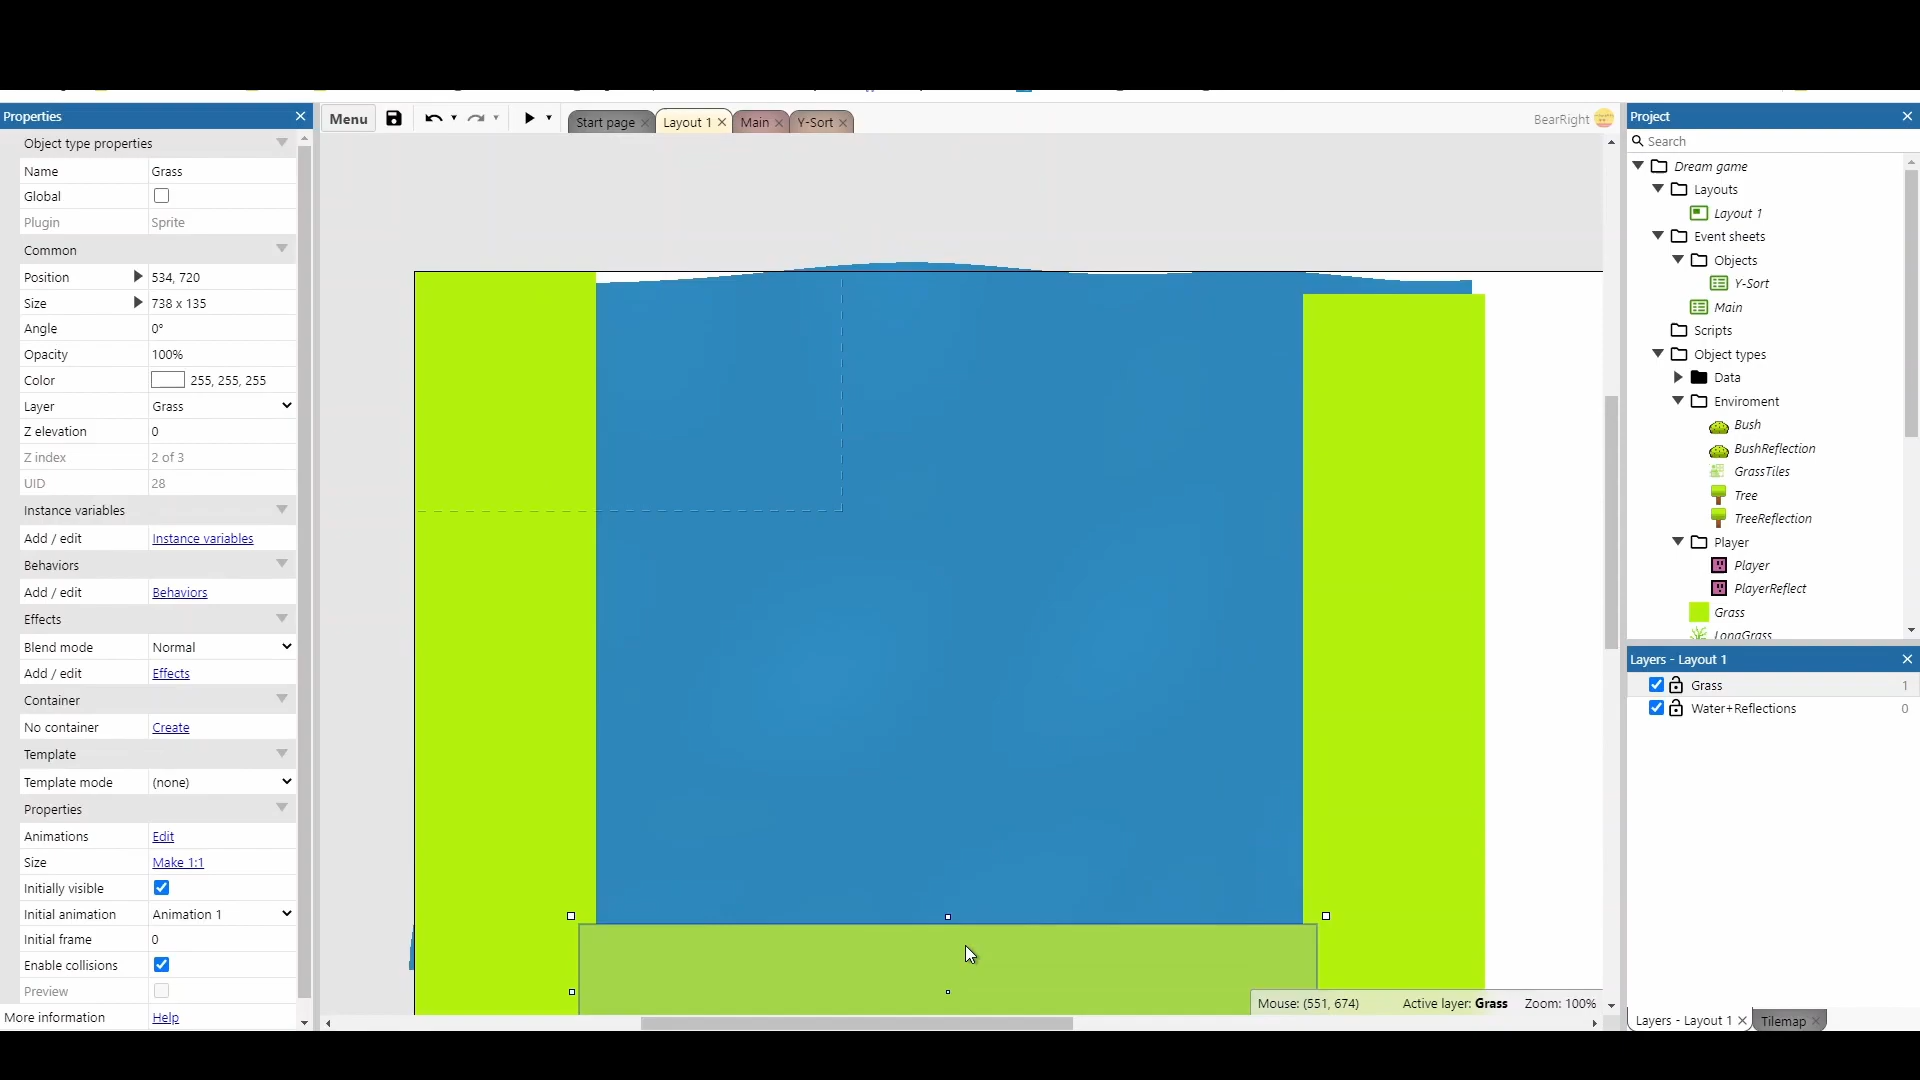 Properties
Object type properties
Name Grass
Global
Plugin Sprite
Common
Position 534, 720
Size 738 x 135
Angle 0°
Opacity 100%
Color 255, 255, 255
Layer Grass
Z elevation 0
Z index 2 of 3
UID 28
Instance variables
Add / edit Instance variables
Behaviors
Add / edit Behaviors
Effects
Blend mode Normal
Add / edit Effects
Container
No container Create
Template
Template mode (none)
Properties
Animations Edit
Size Make 1:1
Initially visible
Initial animation Animation 1
Initial frame 0
Enable collisions
Preview
More information Help
Menu
Start page Layout 1 Main Y-Sort
BearRight
Mouse: (551, 674) Active layer: Grass Zoom: 100%
Project
Search
Dream game
Layouts
Layout 1
Event sheets
Objects
Y-Sort
Main
Scripts
Object types
Data
Enviroment
Bush
BushReflection
GrassTiles
Tree
TreeReflection
Player
Player
PlayerReflect
Grass
LongGrass
Layers - Layout 1
Grass 1
Water+Reflections 0
Layers - Layout 1 Tilemap